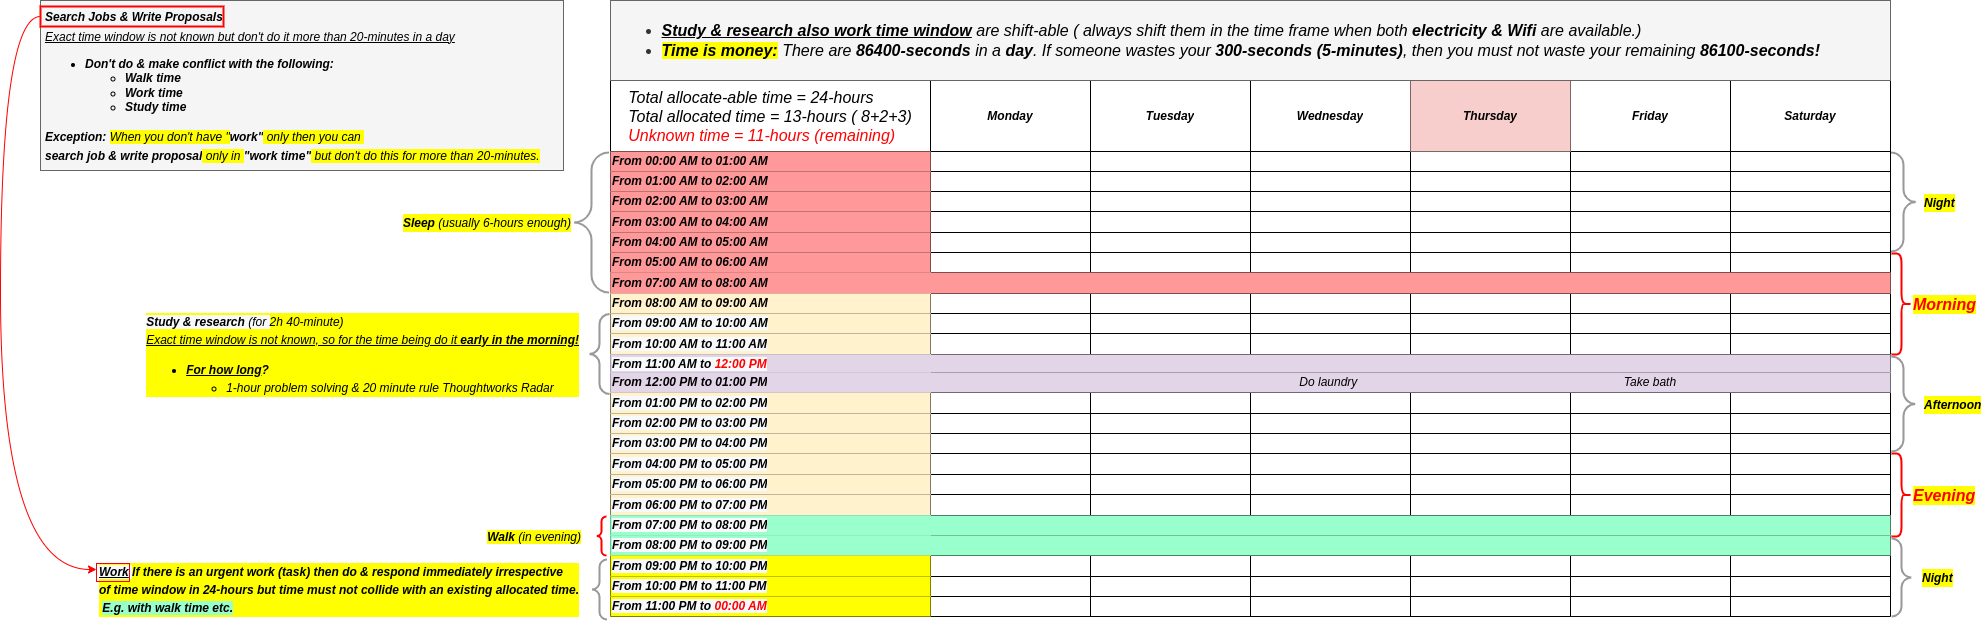 Search Jobs & Write Proposals
Exact time window is not known but don't do it more than 20-minutes in a day
Don't do & make conflict with the following:
Walk time
Work time
Study time
Exception: When you don't have "work" only then you can
search job & write proposal only in "work time" but don't do this for more than 20-minutes.
Study & research also work time window are shift-able ( always shift them in the time frame when both electricity & Wifi are available.)
Time is money: There are 86400-seconds in a day. If someone wastes your 300-seconds (5-minutes), then you must not waste your remaining 86100-seconds!
Total allocate-able time = 24-hours
Total allocated time = 13-hours ( 8+2+3)
Unknown time = 11-hours (remaining)
Monday
Tuesday
Wednesday
Thursday
Friday
Saturday
From 00:00 AM to 01:00 AM
From 01:00 AM to 02:00 AM
From 02:00 AM to 03:00 AM
From 03:00 AM to 04:00 AM
From 04:00 AM to 05:00 AM
From 05:00 AM to 06:00 AM
From 07:00 AM to 08:00 AM
From 08:00 AM to 09:00 AM
From 09:00 AM to 10:00 AM
From 10:00 AM to 11:00 AM
From 11:00 AM to 12:00 PM
From 12:00 PM to 01:00 PM
Do laundry
Take bath
From 01:00 PM to 02:00 PM
From 02:00 PM to 03:00 PM
From 03:00 PM to 04:00 PM
From 04:00 PM to 05:00 PM
From 05:00 PM to 06:00 PM
From 06:00 PM to 07:00 PM
From 07:00 PM to 08:00 PM
From 08:00 PM to 09:00 PM
From 09:00 PM to 10:00 PM
From 10:00 PM to 11:00 PM
From 11:00 PM to 00:00 AM
Sleep (usually 6-hours enough)
Study & research (for 2h 40-minute)
Exact time window is not known, so for the time being do it early in the morning!
For how long?
1-hour problem solving & 20 minute rule Thoughtworks Radar
Walk (in evening)
Work If there is an urgent work (task) then do & respond immediately irrespective
of time window in 24-hours but time must not collide with an existing allocated time.
E.g. with walk time etc.
Night
Morning
Afternoon
Evening
Night